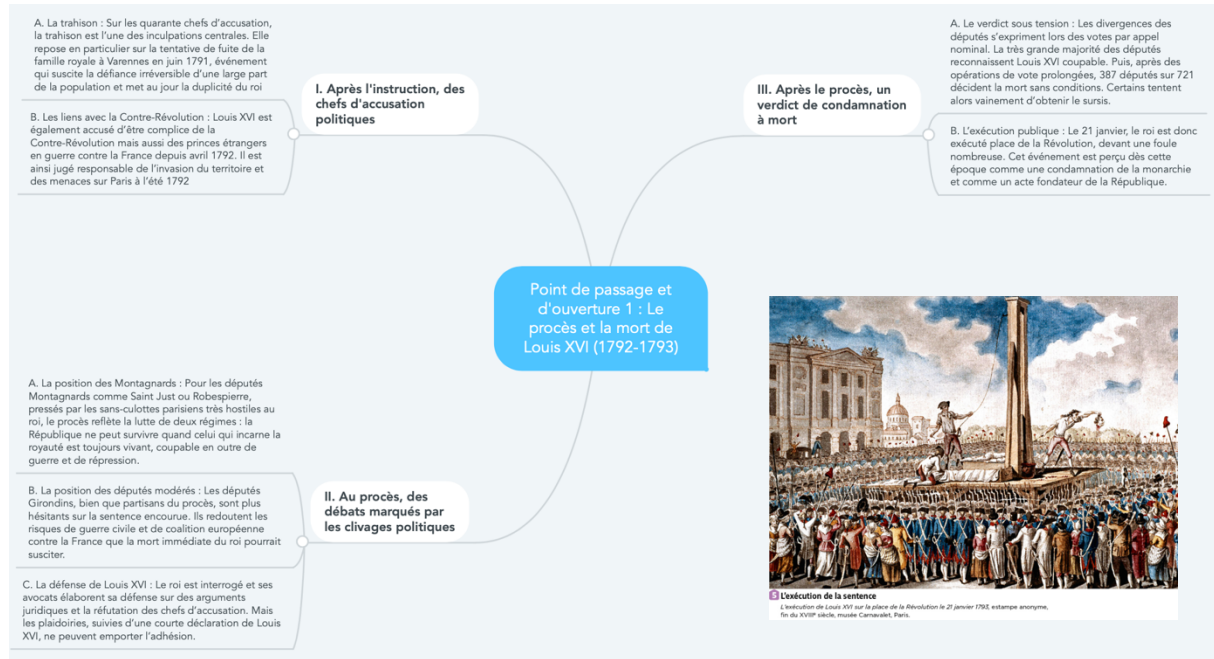 Point de passage et
d'ouverture 1 : Le
procès et la mort de
Louis XVI (1792-1793)
I. Après l'instruction, des
chefs d'accusation
politiques
A. La trahison : Sur les quarante chefs d'accusation,
la trahison est l'une des inculpations centrales. Elle
repose en particulier sur la tentative de fuite de la
famille royale à Varennes en juin 1791, événement
qui suscite la défiance irréversible d'une large part
de la population et met au jour la duplicité du roi
B. Les liens avec la Contre-Révolution : Louis XVI est
également accusé d'être complice de la
Contre-Révolution mais aussi des princes étrangers
en guerre contre la France depuis avril 1792. Il est
ainsi jugé responsable de l'invasion du territoire et
des menaces sur Paris à l'été 1792
II. Au procès, des
débats marqués par
les clivages politiques
A. La position des Montagnards : Pour les députés
Montagnards comme Saint Just ou Robespierre,
pressés par les sans-culottes parisiens très hostiles au
roi, le procès reflète la lutte de deux régimes : la
République ne peut survivre quand celui qui incarne la
royauté est toujours vivant, coupable en outre de
guerre et de répression.
B. La position des députés modérés : Les députés
Girondins, bien que partisans du procès, sont plus
hésitants sur la sentence encourue. Ils redoutent les
risques de guerre civile et de coalition européenne
contre la France que la mort immédiate du roi pourrait
susciter.
C. La défense de Louis XVI : Le roi est interrogé et ses
avocats élaborent sa défense sur des arguments
juridiques et la réfutation des chefs d'accusation. Mais
les plaidoiries, suivies d'une courte déclaration de Louis
XVI, ne peuvent emporter l'adhésion.
III. Après le procès, un
verdict de condamnation
à mort
A. Le verdict sous tension : Les divergences des
députés s'expriment lors des votes par appel
nominal. La très grande majorité des députés
reconnaissent Louis XVI coupable. Puis, après des
opérations de vote prolongées, 387 députés sur 721
décident la mort sans conditions. Certains tentent
alors vainement d'obtenir le sursis.
B. L'exécution publique : Le 21 janvier, le roi est donc
exécuté place de la Révolution, devant une foule
nombreuse. Cet événement est perçu dès cette
époque comme une condamnation de la monarchie
et comme un acte fondateur de la République.
5 L'exécution de la sentence
L'exécution de Louis XVI sur la place de la Révolution le 21 janvier 1793, estampe anonyme,
fin du XVIIIe siècle, musée Carnavalet, Paris.